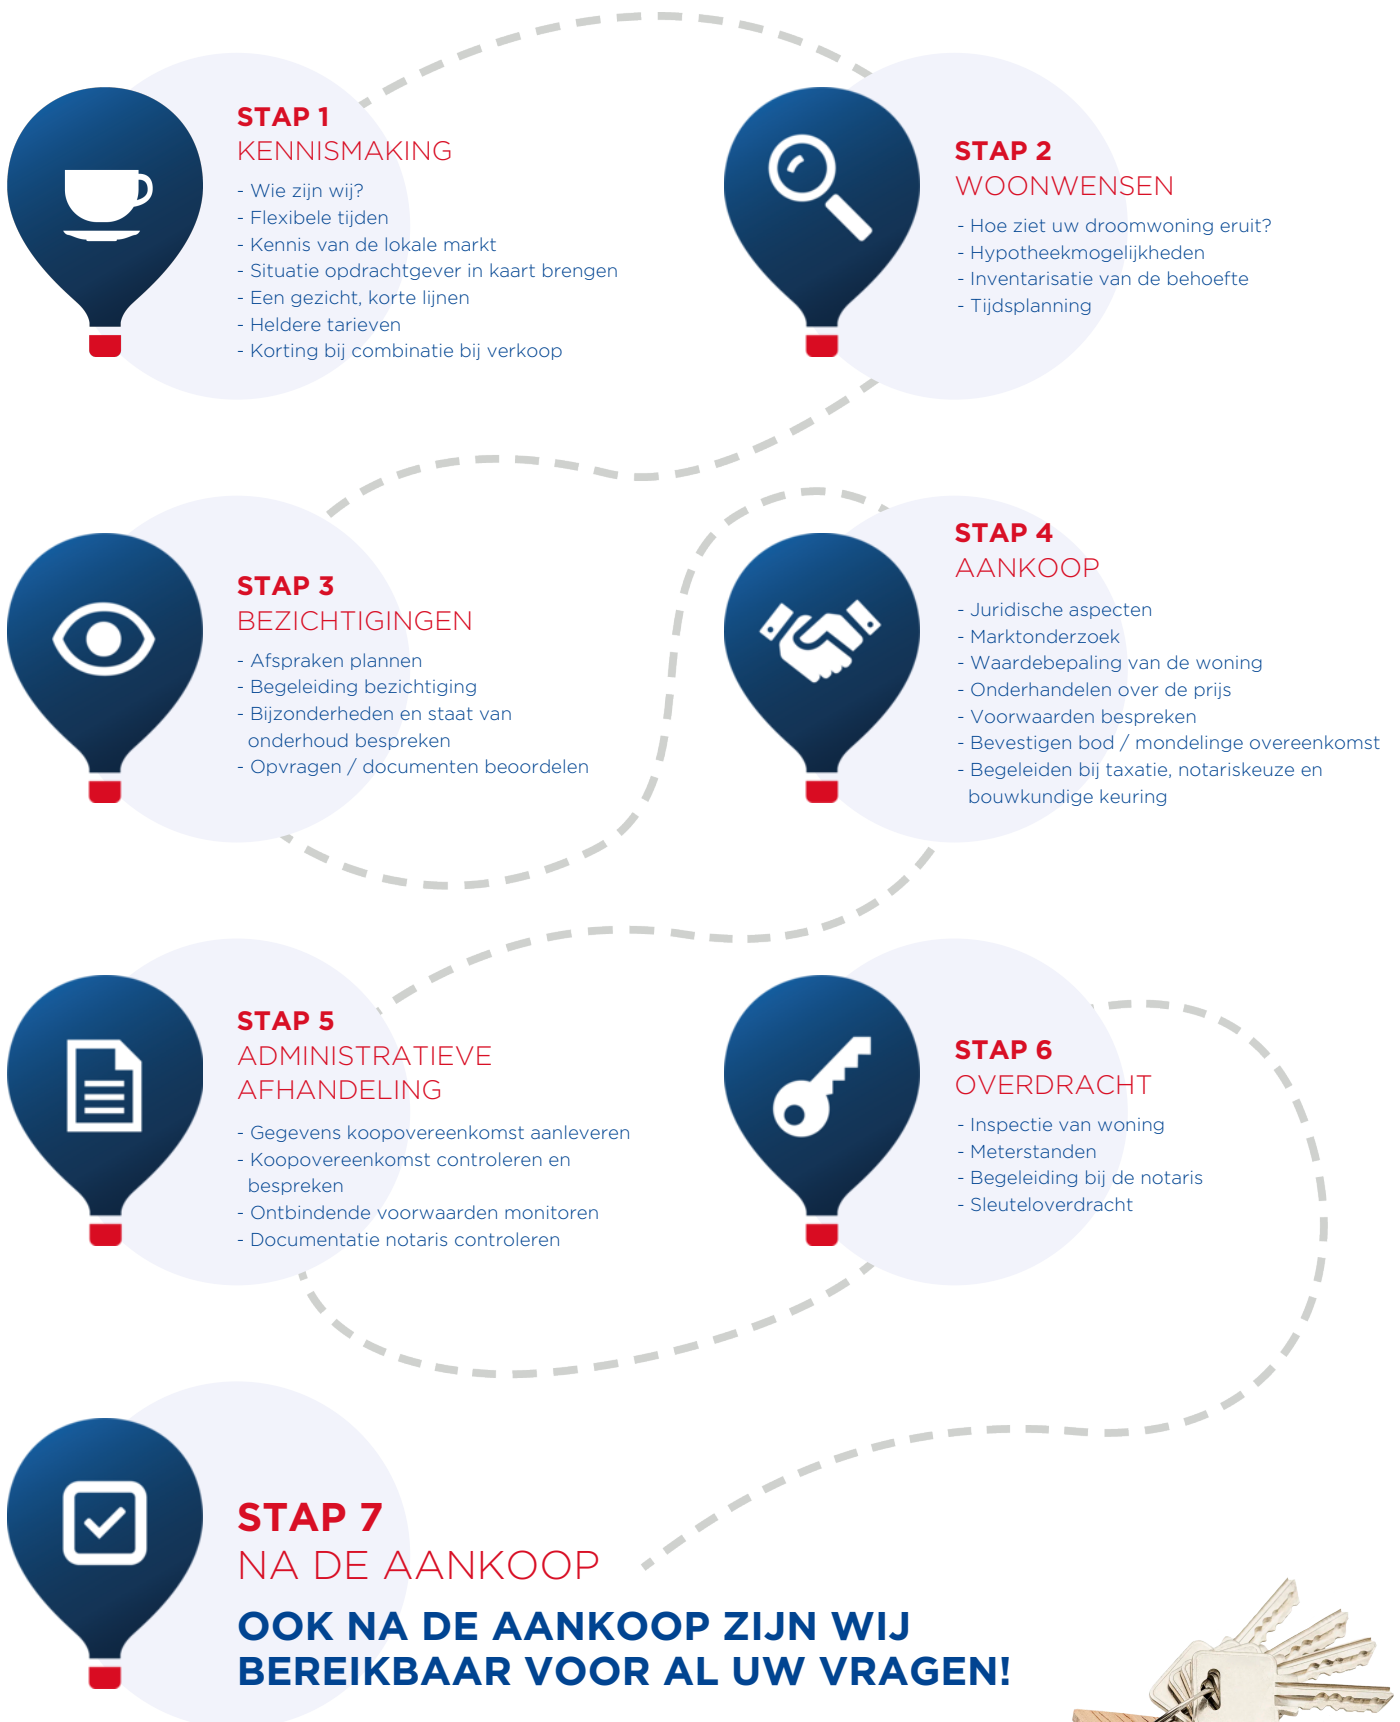 STAP 1
KENNISMAKING
- Wie zijn wij?
- Flexibele tijden
- Kennis van de lokale markt
- Situatie opdrachtgever in kaart brengen
- Een gezicht, korte lijnen
- Heldere tarieven
- Korting bij combinatie bij verkoop
STAP 2
WOONWENSEN
- Hoe ziet uw droomwoning eruit?
- Hypotheekmogelijkheden
- Inventarisatie van de behoefte
- Tijdsplanning
STAP 3
BEZICHTIGINGEN
- Afspraken plannen
- Begeleiding bezichtiging
- Bijzonderheden en staat van
onderhoud bespreken
- Opvragen / documenten beoordelen
STAP 4
AANKOOP
- Juridische aspecten
- Marktonderzoek
- Waardebepaling van de woning
- Onderhandelen over de prijs
- Voorwaarden bespreken
- Bevestigen bod / mondelinge overeenkomst
- Begeleiden bij taxatie, notariskeuze en
bouwkundige keuring
STAP 5
ADMINISTRATIEVE
AFHANDELING
- Gegevens koopovereenkomst aanleveren
- Koopovereenkomst controleren en
bespreken
- Ontbindende voorwaarden monitoren
- Documentatie notaris controleren
STAP 6
OVERDRACHT
- Inspectie van woning
- Meterstanden
- Begeleiding bij de notaris
- Sleuteloverdracht
STAP 7
NA DE AANKOOP
OOK NA DE AANKOOP ZIJN WIJ
BEREIKBAAR VOOR AL UW VRAGEN!